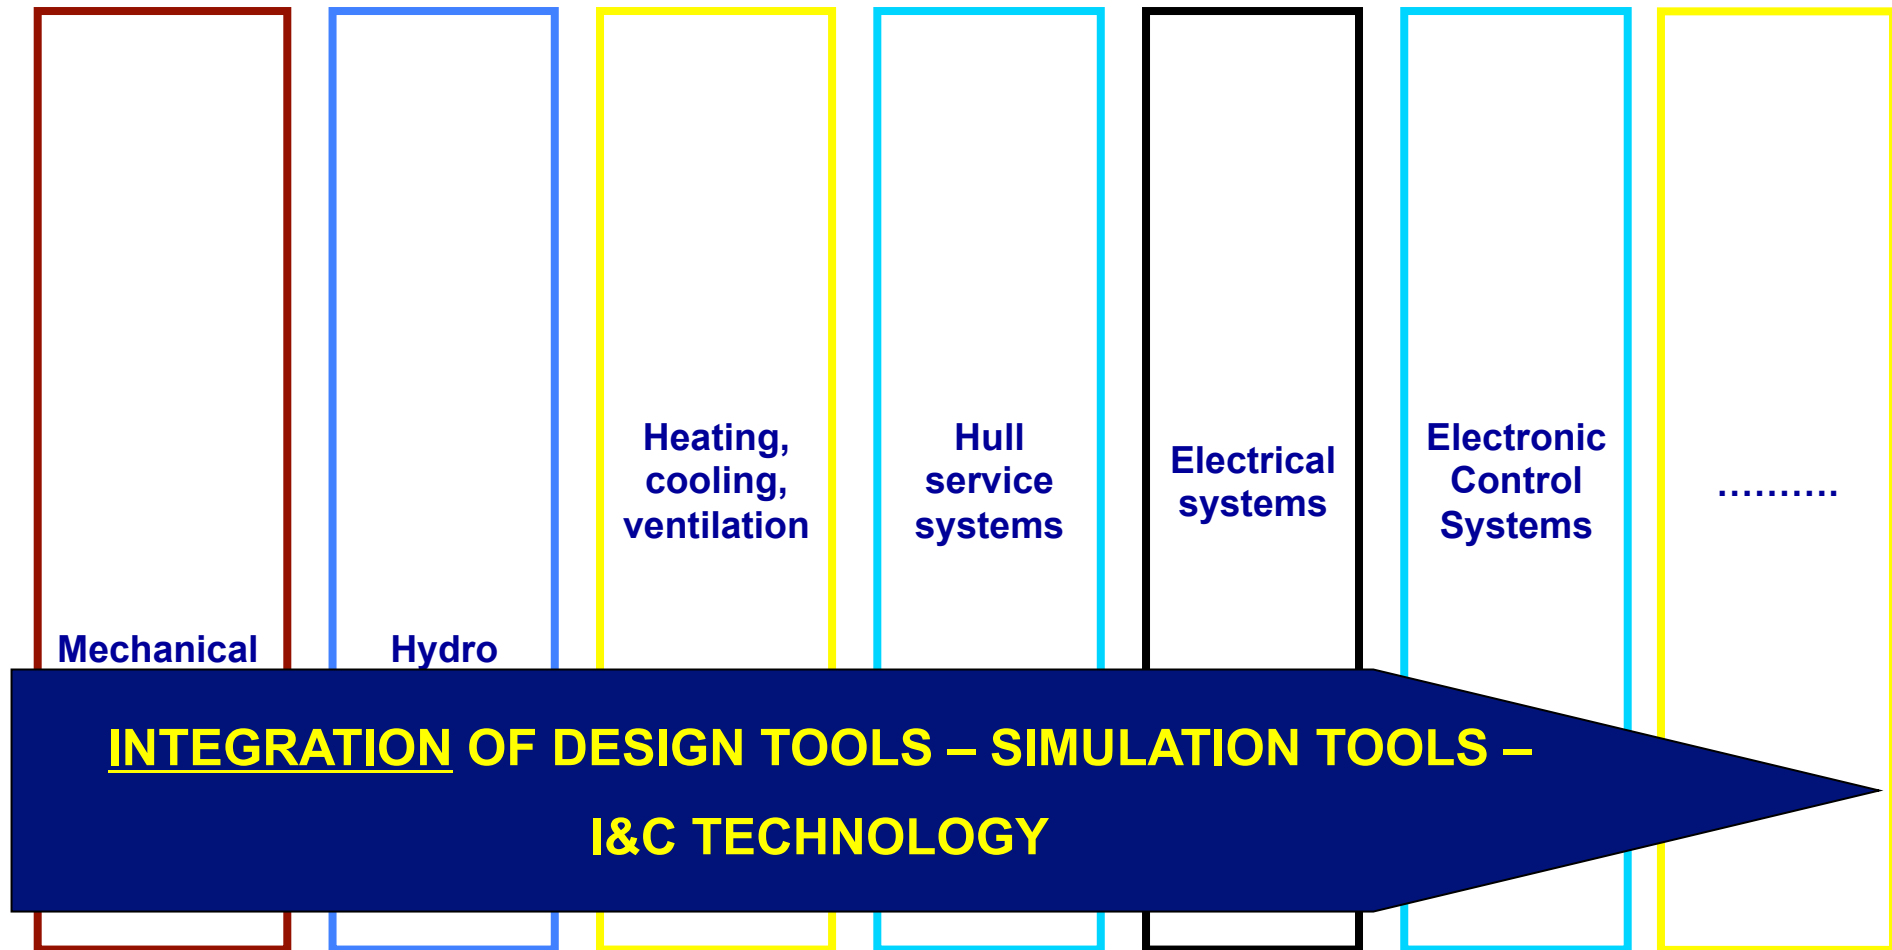 Mechanical
Hydro
Heating,
cooling,
ventilation
Hull
service
systems
Electrical
systems
Electronic
Control
Systems
..........
INTEGRATION OF DESIGN TOOLS – SIMULATION TOOLS –
I&C TECHNOLOGY